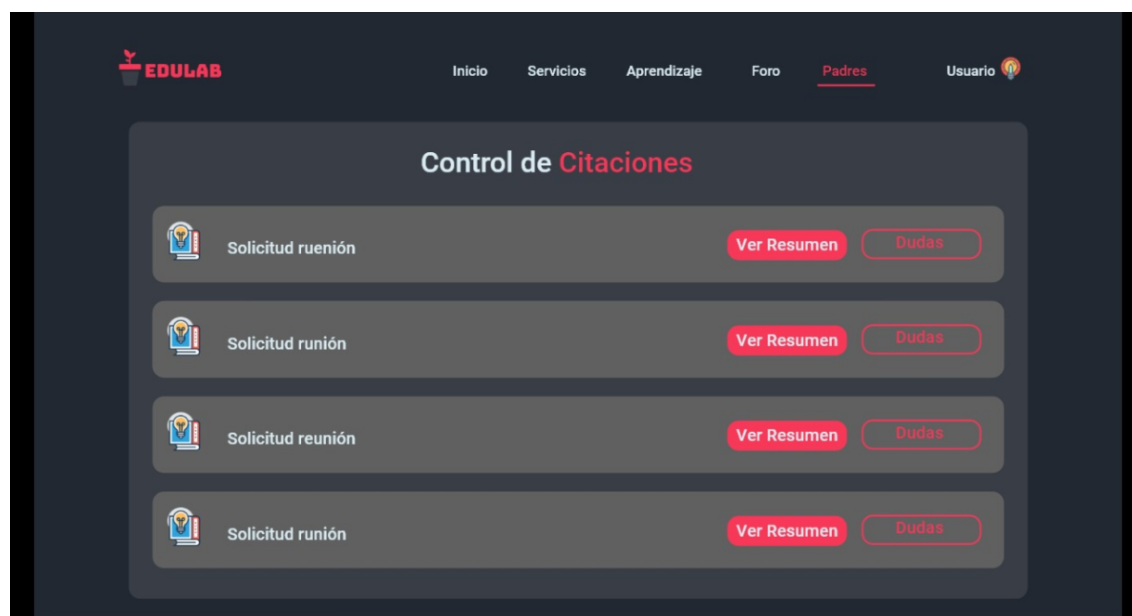 EDULAB
Inicio Servicios Aprendizaje Foro Padres Usuario
Control de Citaciones
Solicitud ruenión Ver Resumen Dudas
Solicitud runión Ver Resumen Dudas
Solicitud reunión Ver Resumen Dudas
Solicitud runión Ver Resumen Dudas